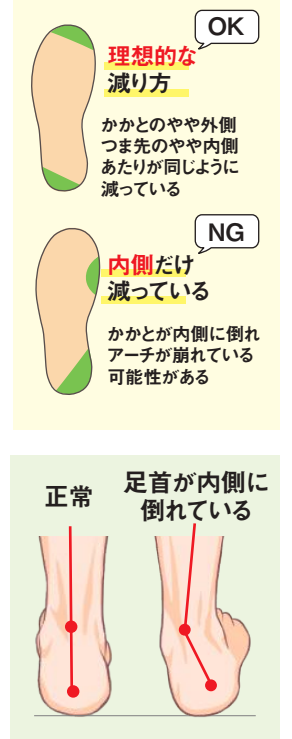 OK
理想的な
減り方
かかとのやや外側
つま先のやや内側
あたりが同じように
減っている
NG
内側だけ
減っている
かかとが内側に倒れ
アーチが崩れている
可能性がある
正常
足首が内側に
倒れている